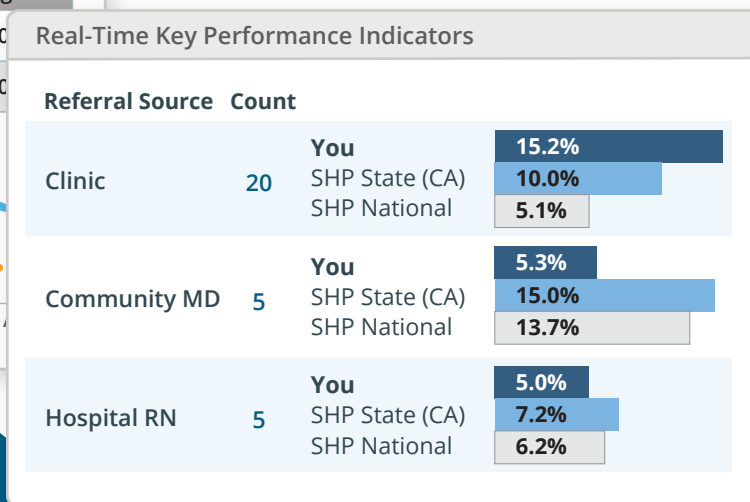 Real-Time Key Performance Indicators
Referral Source Count
You 15.2%
Clinic 20 SHP State (CA) 10.0%
SHP National 5.1%
You 5.3%
Community MD 5 SHP State (CA) 15.0%
SHP National 13.7%
You 5.0%
Hospital RN 5 SHP State (CA) 7.2%
SHP National 6.2%